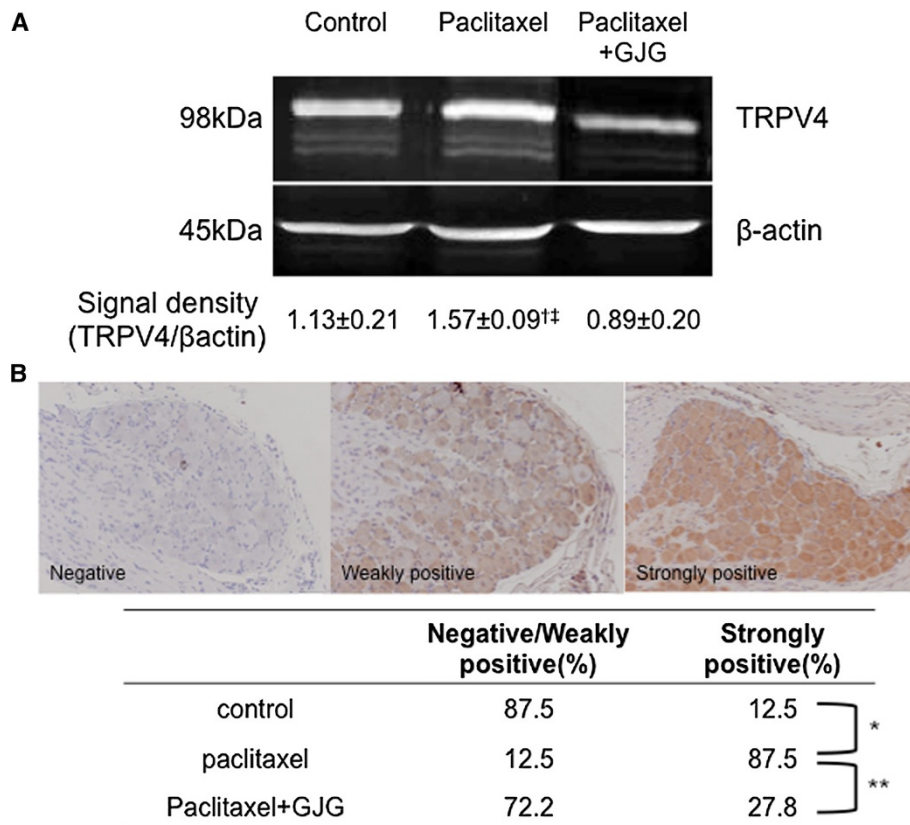 A
Control Paclitaxel Paclitaxel
+GJG
98kDa TRPV4
45kDa β-actin
Signal density
(TRPV4/βactin) 1.13±0.21 1.57±0.09†‡ 0.89±0.20
B
Negative Weakly positive Strongly positive
Negative/Weakly Strongly
positive(%) positive(%)
control 87.5 12.5
*
paclitaxel 12.5 87.5
**
Paclitaxel+GJG 72.2 27.8